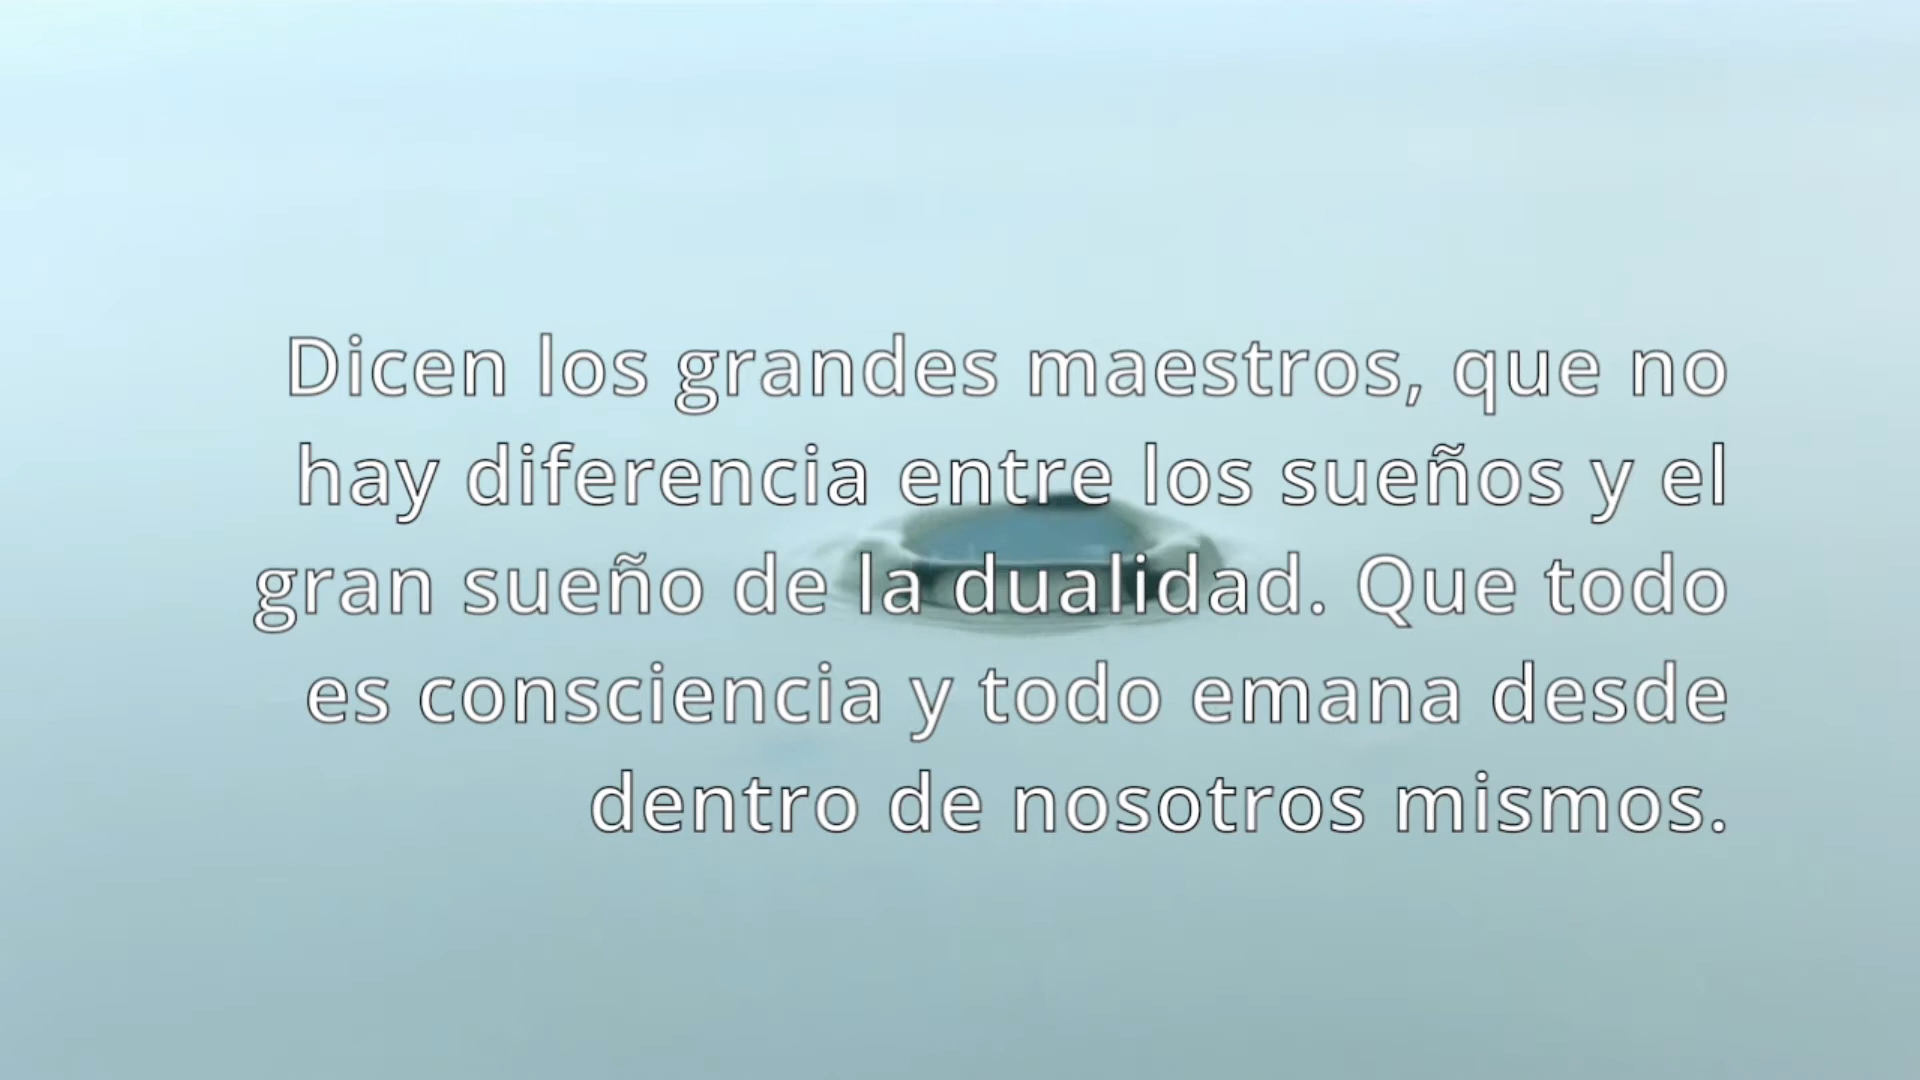 Dicen los grandes maestros, que no
hay diferencia entre los sueños y el
gran sueño de la dualidad. Que todo
es consciencia y todo emana desde
dentro de nosotros mismos.